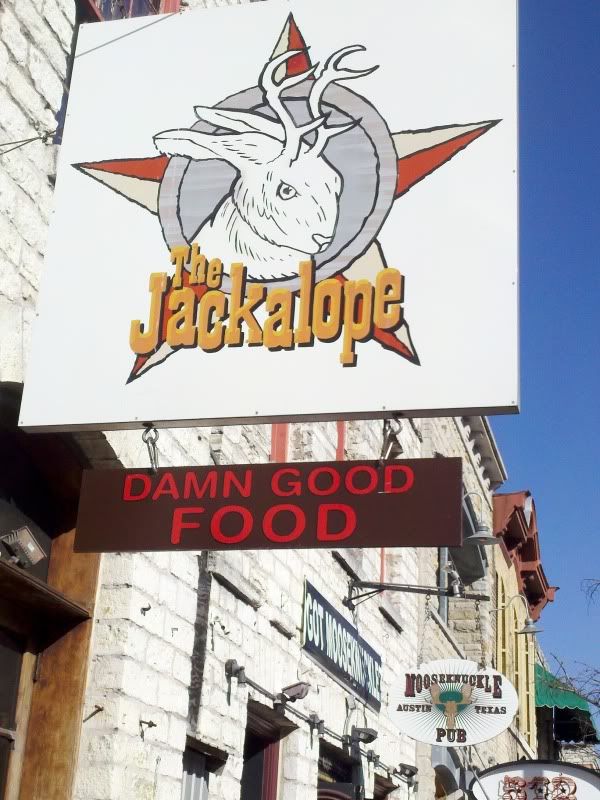 The
Jackalope
DAMN GOOD
FOOD
GOT MOOSEKNUCKLE
MOOSEKNUCKLE
AUSTIN TEXAS
PUB